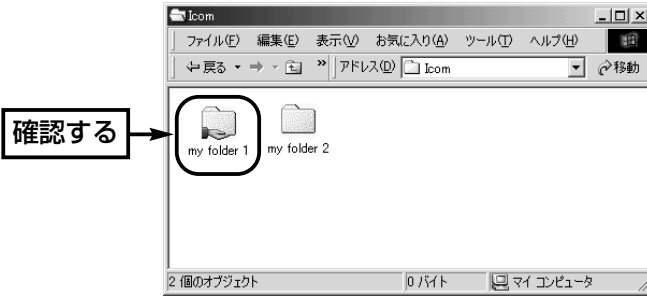 Icom
ファイル(F) 編集(E) 表示(V) お気に入り(A) ツール(T) ヘルプ(H)
戻る » アドレス(D) Icom 移動
確認する
my folder 1 my folder 2
2 個のオブジェクト 0 バイト マイ コンピュータ